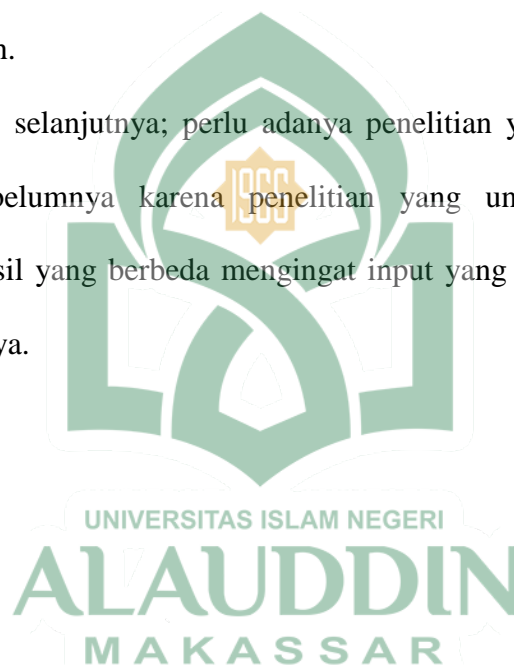 n.
selanjutnya; perlu adanya penelitian y
belumnya karena penelitian yang un
sil yang berbeda mengingat input yang
ya.
1966
UNIVERSITAS ISLAM NEGERI
ALAUDDIN
MAKASSAR